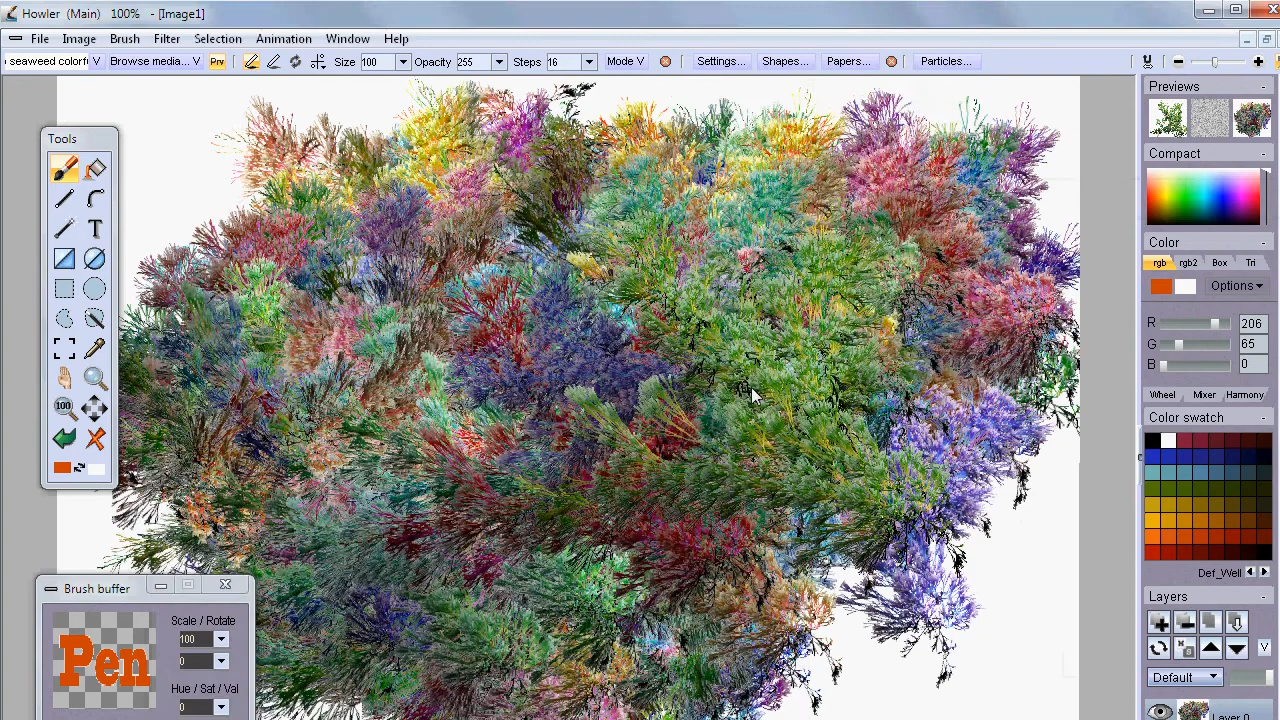 Howler (Main) 100% - [Image1]
File Image Brush Filter Selection Animation Window Help
seaweed colorfu V Browse media... V Prv Size 100 Opacity 255 Steps 16 Mode V Settings... Shapes... Papers... Particles...
Tools
T
100
Brush buffer
Pen
Scale / Rotate
100
0
Hue / Sat / Val
0
Previews
Compact
Color
rgb rgb2 Box Tri
Options
R 206
G 65
B 0
Wheel Mixer Harmony
Color swatch
Def_Well
Layers
V
Default
Layer 0